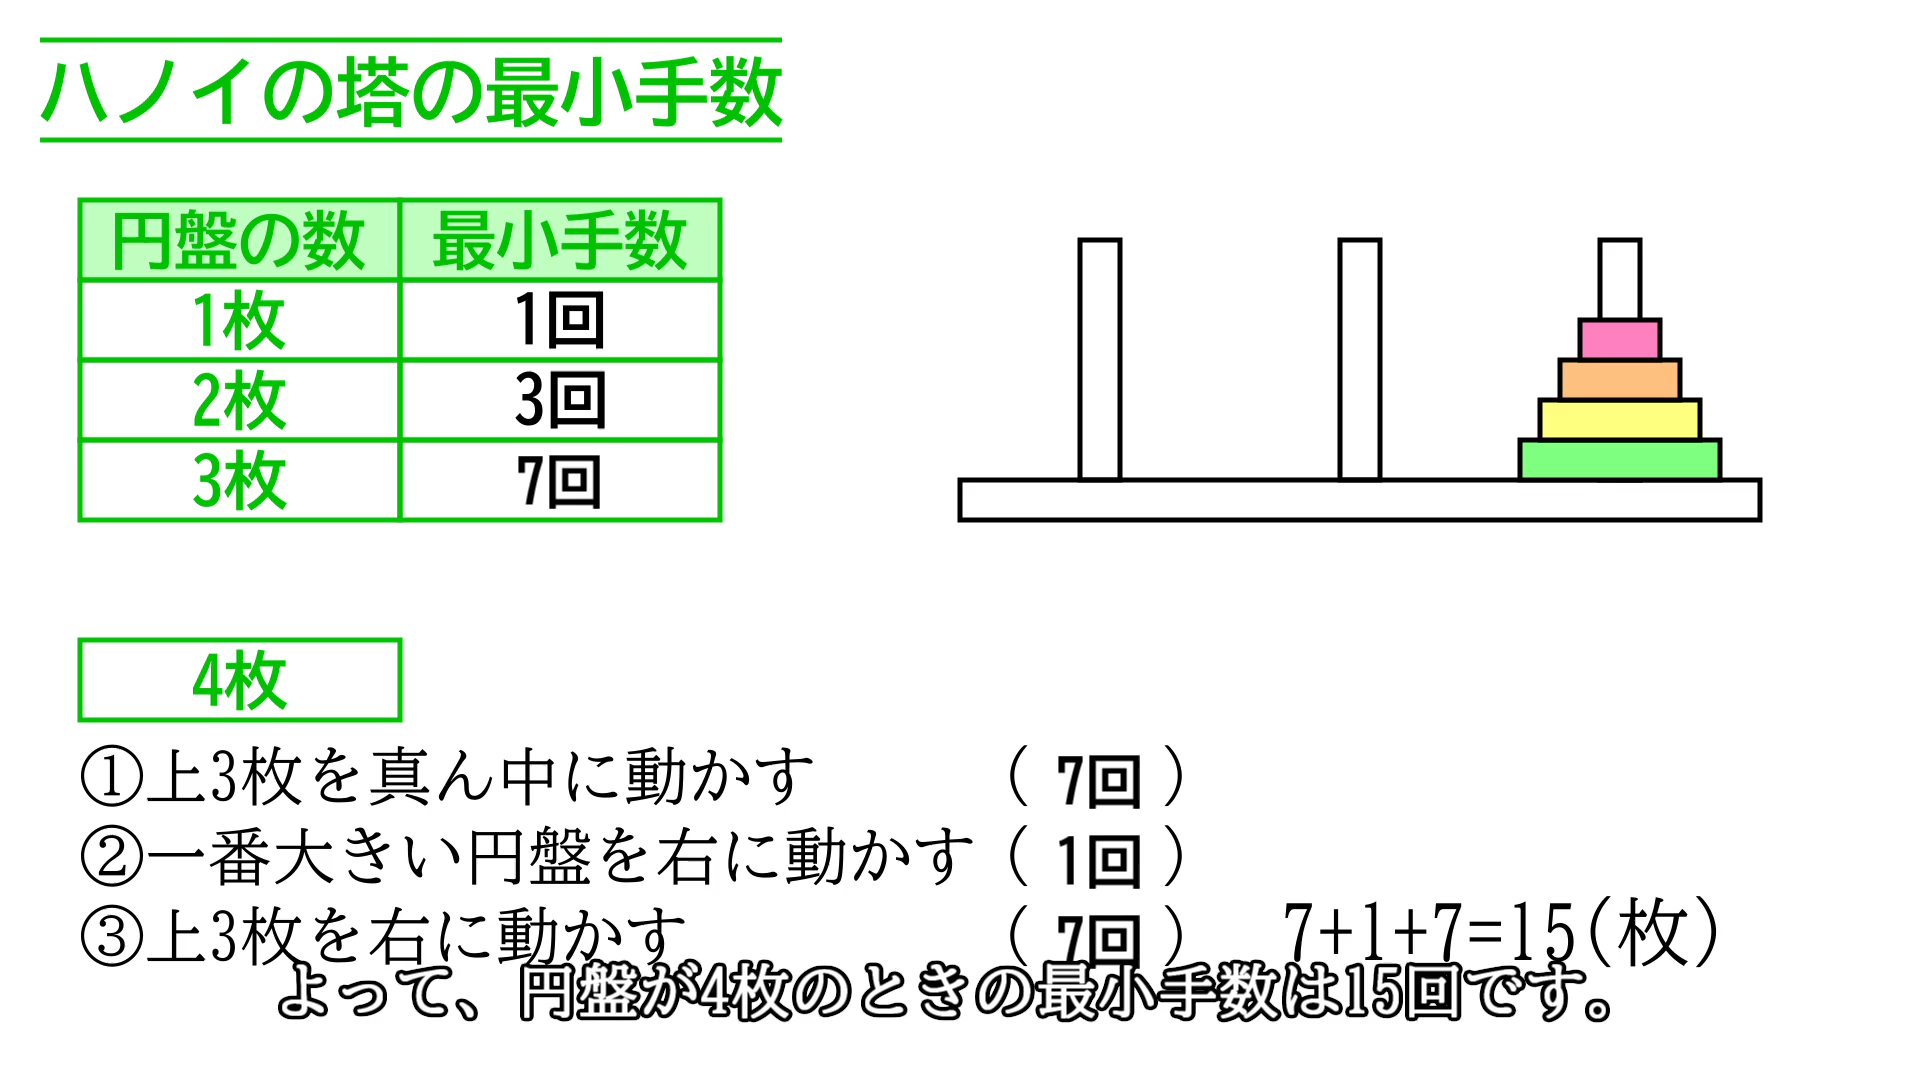 ハノイの塔の最小手数
円盤の数 最小手数
1枚 1回
2枚 3回
3枚 7回
4枚
①上3枚を真ん中に動かす （ 7回 ）
②一番大きい円盤を右に動かす （ 1回 ）
③上3枚を右に動かす （ 7回 ） 7+1+7=15(枚)
よって、円盤が4枚のときの最小手数は15回です。